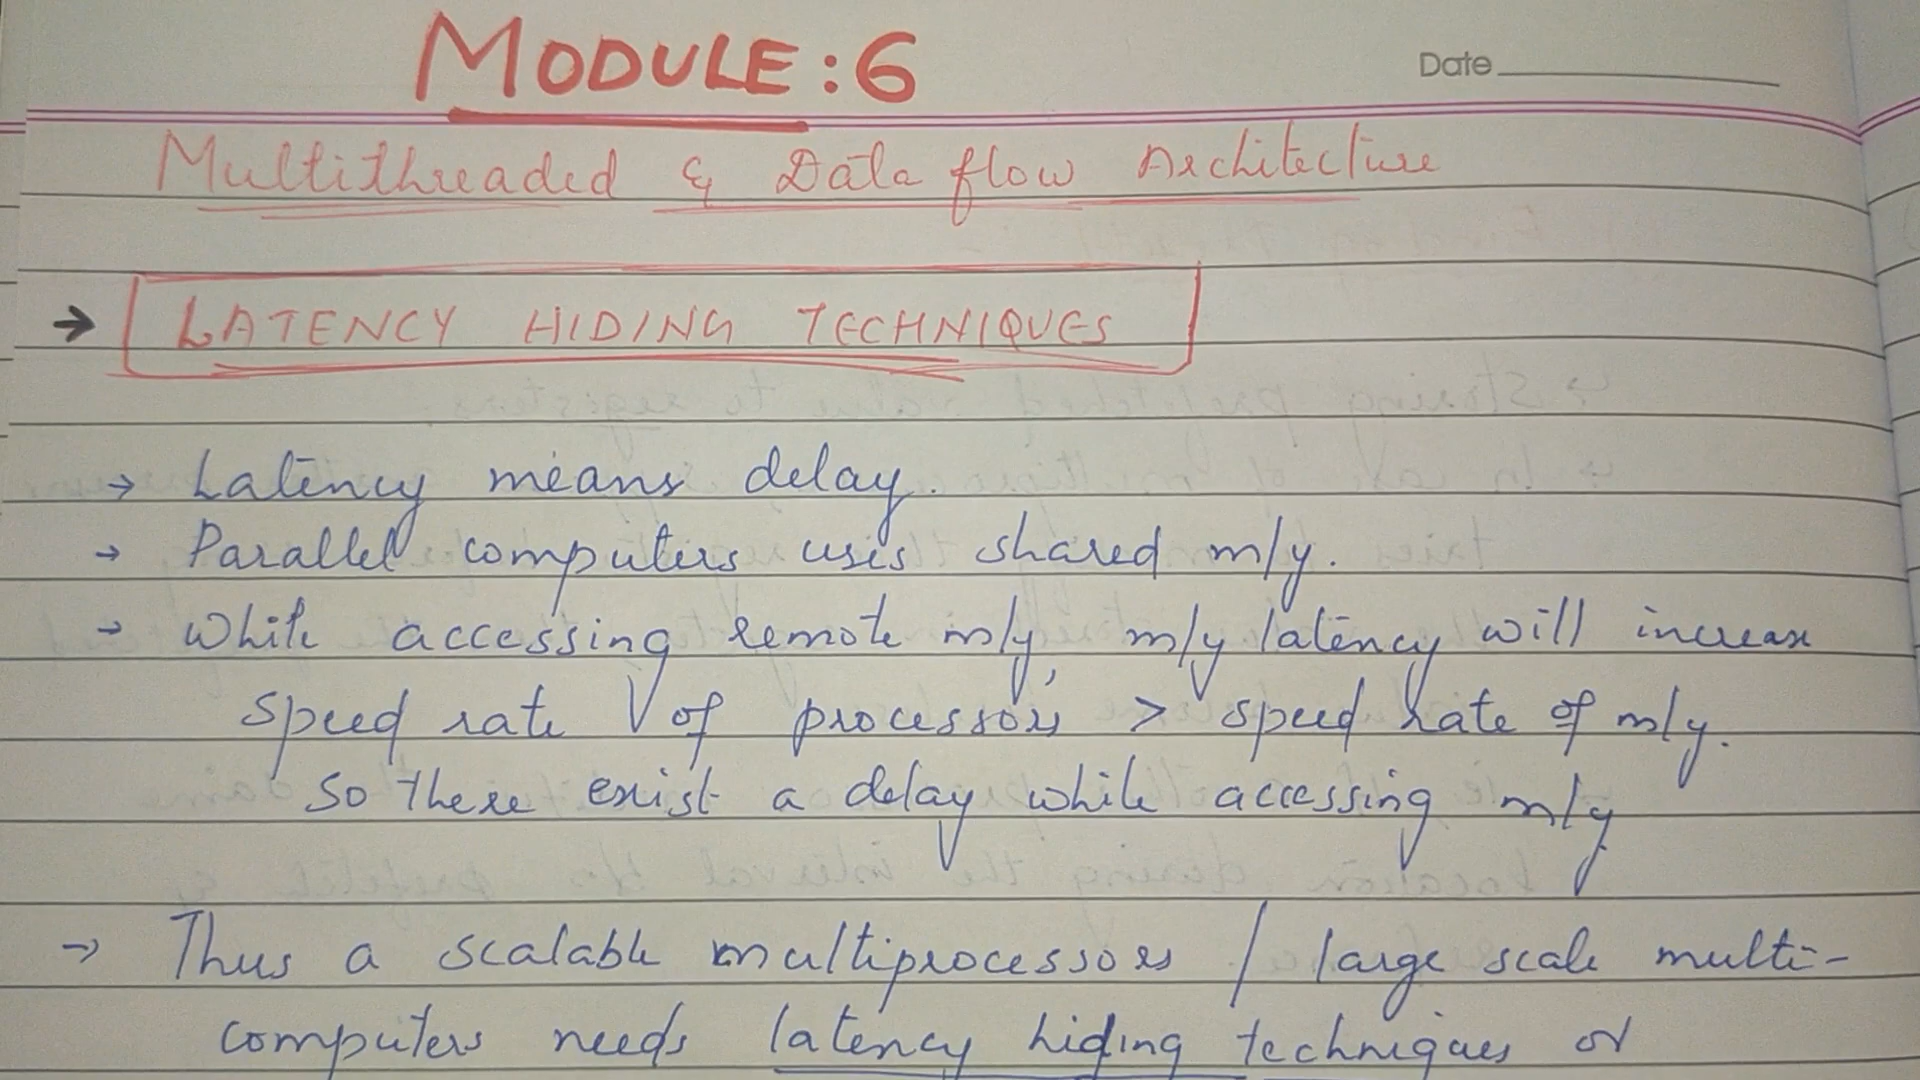 MODULE:6
Date
Multithreaded & Data flow Architecture
→ LATENCY HIDING TECHNIQUES
→ Latency means delay.
→ Parallel computers uses shared m/y.
→ While accessing remote m/y, m/y latency will increase
speed rate of processors > speed rate of m/y.
so there exist a delay while accessing m/y
→ Thus a scalable multiprocessors / large scale multi-
computers needs latency hiding techniques or